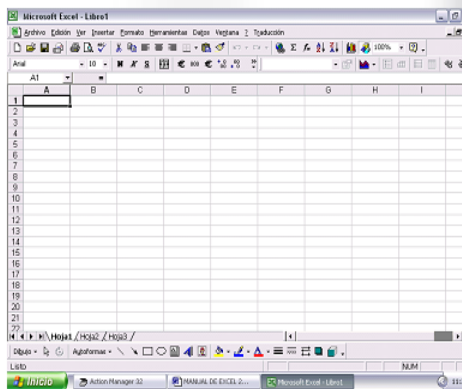 Microsoft Excel - Libro1
Archivo Edición Ver Insertar Formato Herramientas Datos Ventana ? Traducción
100%
Arial 10 N K S € 000 €
A1 =
A B C D E F G H I
1
2
3
4
5
6
7
8
9
10
11
12
13
14
15
16
17
18
19
20
21
22
Hoja1 / Hoja2 / Hoja3 /
Dibujo Autoformas
Listo NUM
Inicio Action Manager 32 MANUAL DE EXCEL 2... Microsoft Excel - Libro1